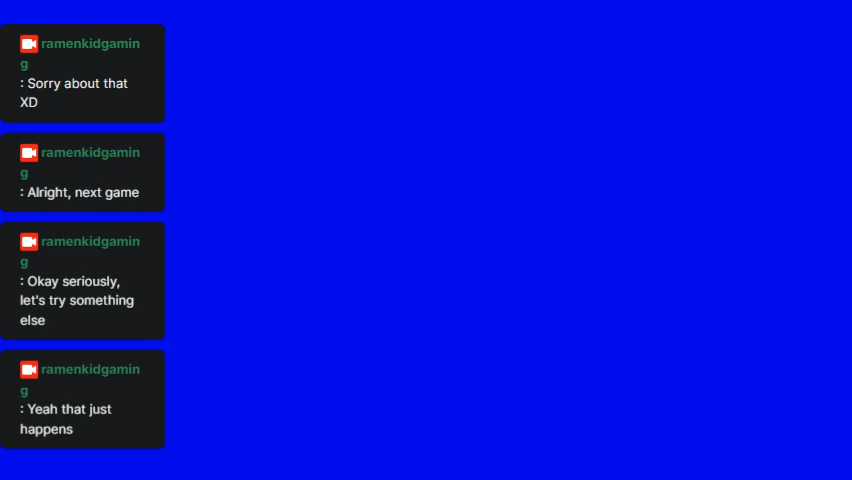 ramenkidgamin
g
: Sorry about that
XD
ramenkidgamin
g
: Alright, next game
ramenkidgamin
g
: Okay seriously,
let's try something
else
ramenkidgamin
g
: Yeah that just
happens